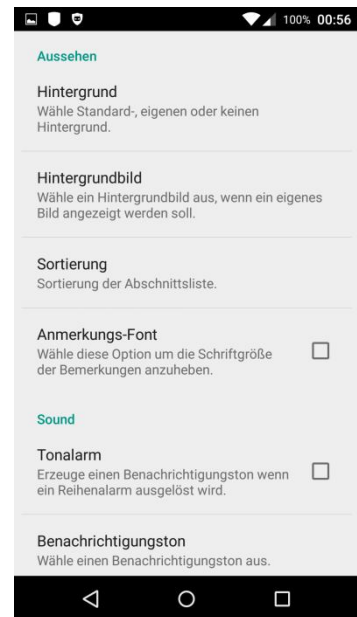 100% 00:56
Aussehen
Hintergrund
Wähle Standard-, eigenen oder keinen
Hintergrund.
Hintergrundbild
Wähle ein Hintergrundbild aus, wenn ein eigenes
Bild angezeigt werden soll.
Sortierung
Sortierung der Abschnittsliste.
Anmerkungs-Font
Wähle diese Option um die Schriftgröße
der Bemerkungen anzuheben.
Sound
Tonalarm
Erzeuge einen Benachrichtigungston wenn
ein Reihenalarm ausgelöst wird.
Benachrichtigungston
Wähle einen Benachrichtigungston aus.